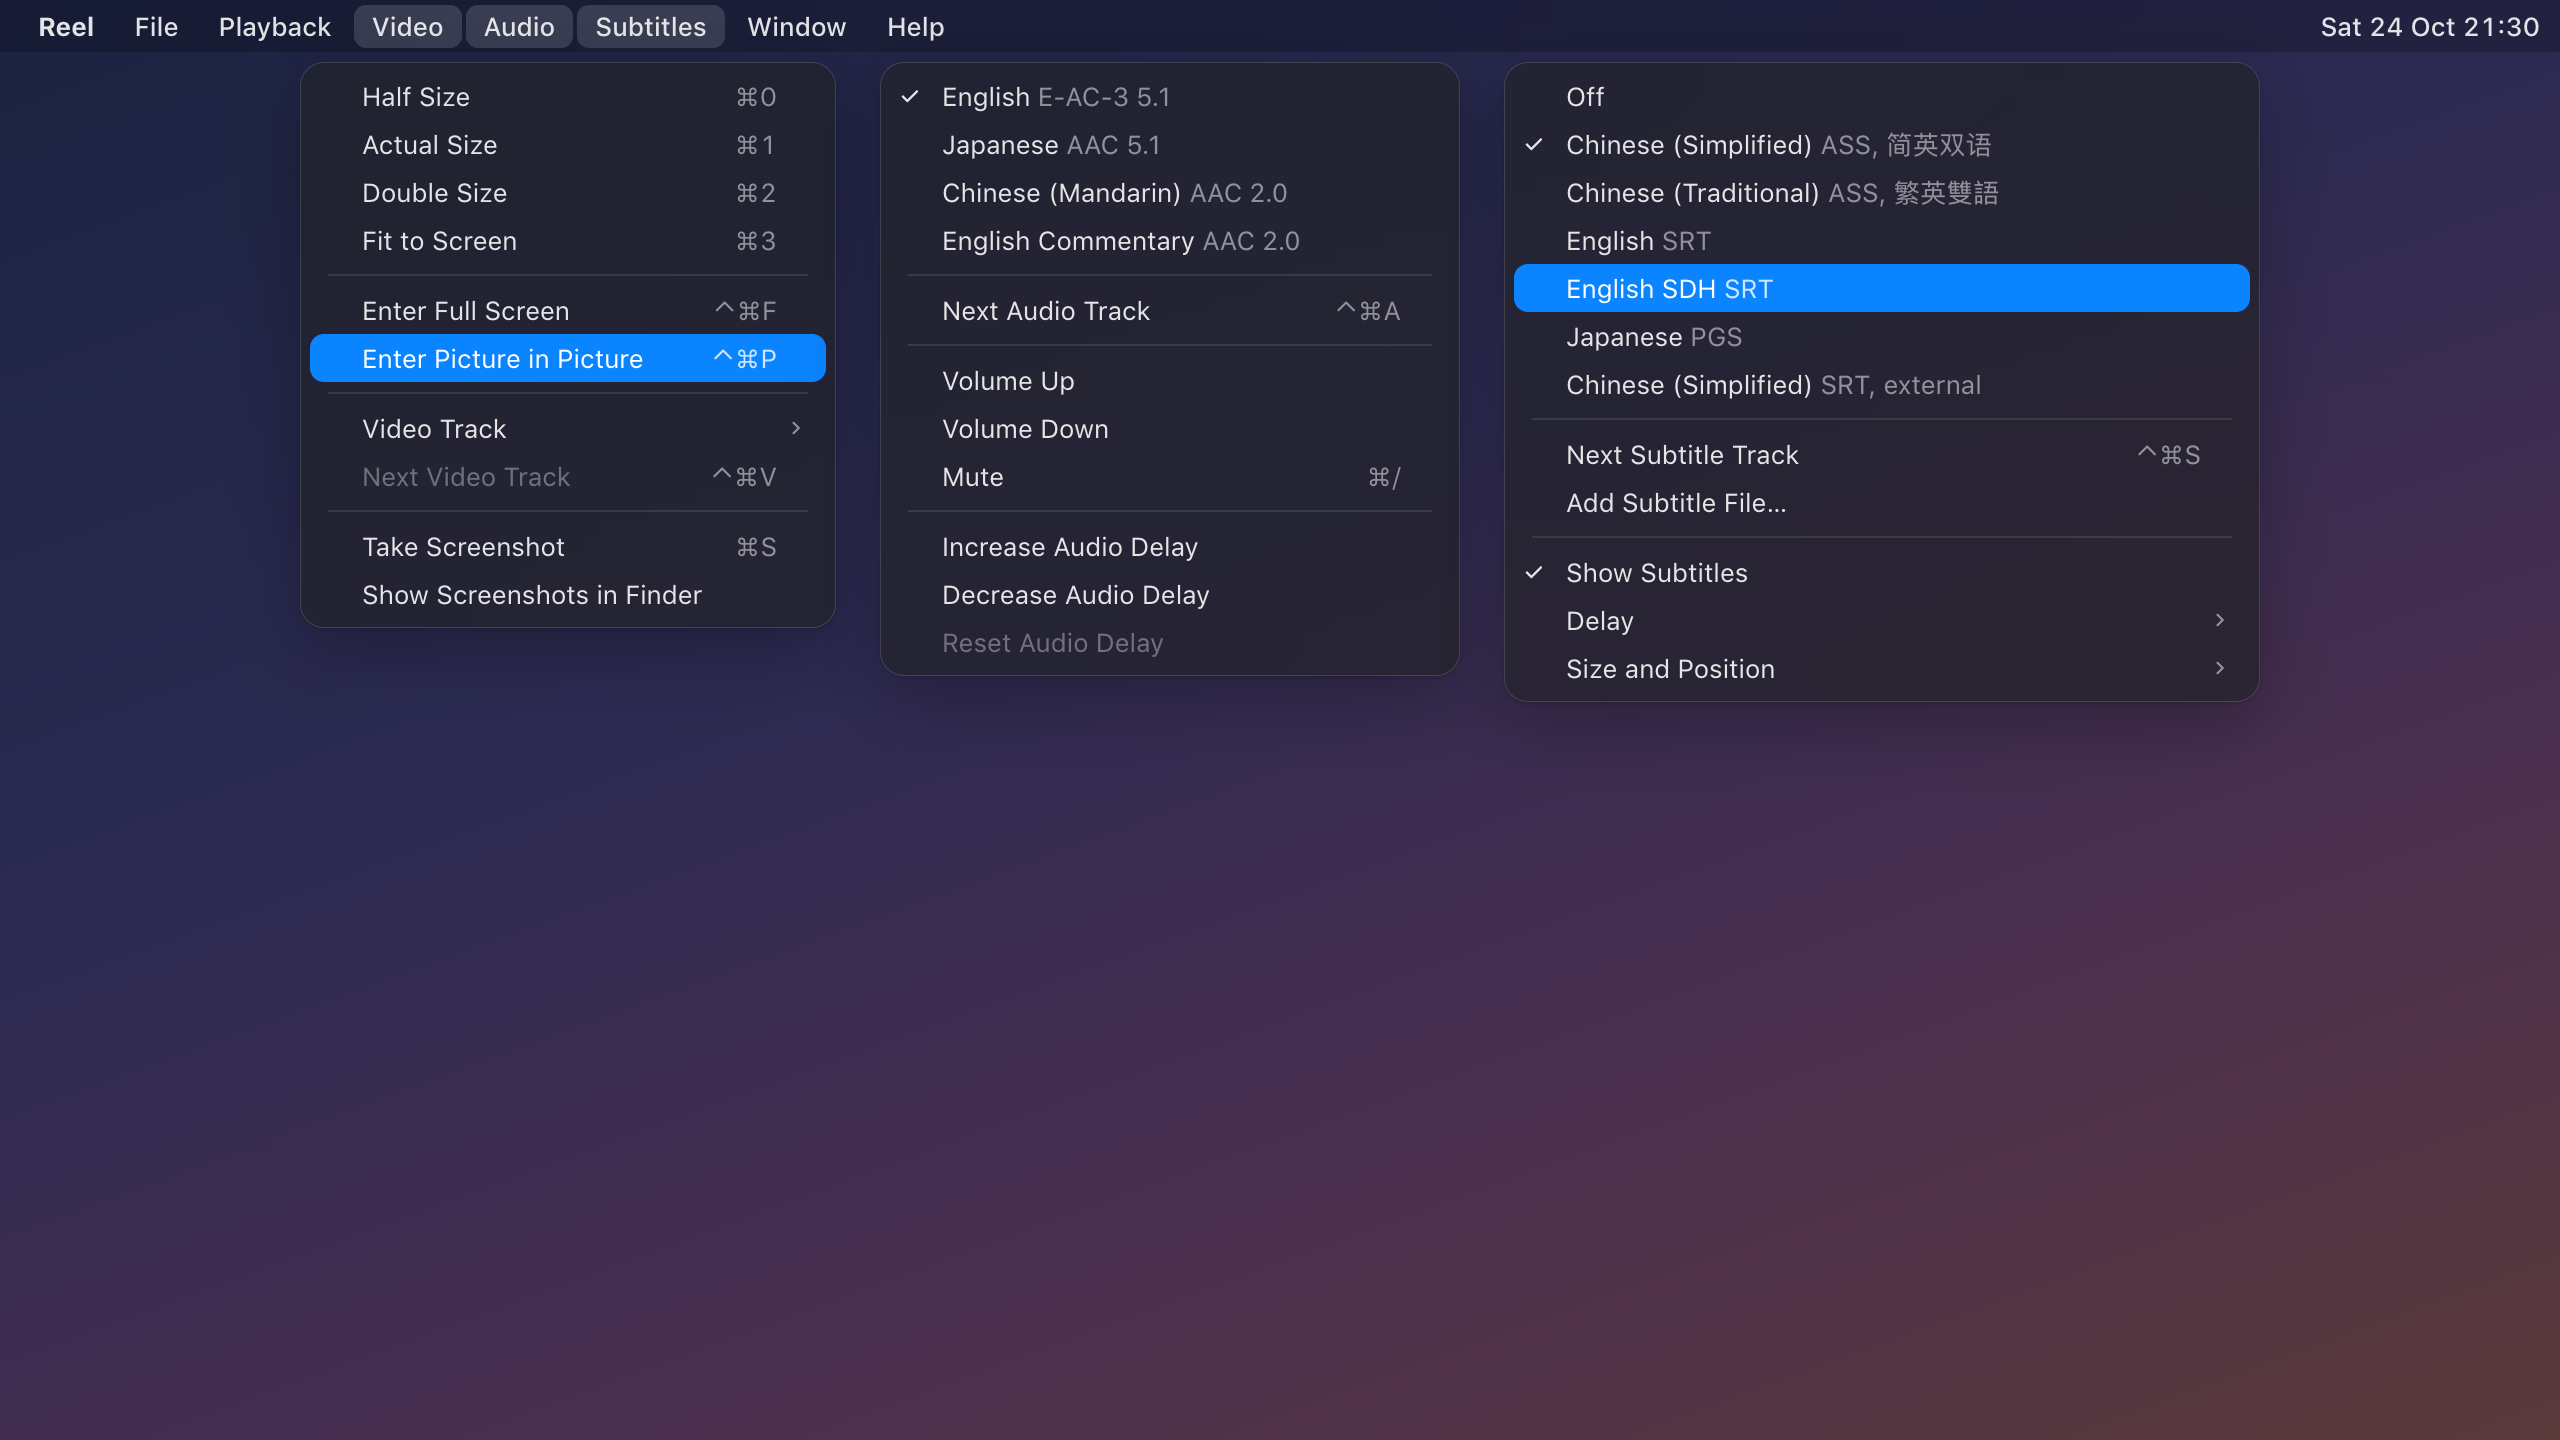 Reel File Playback Video Audio Subtitles Window Help Sat 24 Oct 21:30
Half Size ⌘0
Actual Size ⌘1
Double Size ⌘2
Fit to Screen ⌘3
Enter Full Screen ^⌘F
Enter Picture in Picture ^⌘P
Video Track
Next Video Track ^⌘V
Take Screenshot ⌘S
Show Screenshots in Finder
English E-AC-3 5.1
Japanese AAC 5.1
Chinese (Mandarin) AAC 2.0
English Commentary AAC 2.0
Next Audio Track ^⌘A
Volume Up
Volume Down
Mute ⌘/
Increase Audio Delay
Decrease Audio Delay
Reset Audio Delay
Off
Chinese (Simplified) ASS, 简英双语
Chinese (Traditional) ASS, 繁英雙語
English SRT
English SDH SRT
Japanese PGS
Chinese (Simplified) SRT, external
Next Subtitle Track ^⌘S
Add Subtitle File…
Show Subtitles
Delay
Size and Position